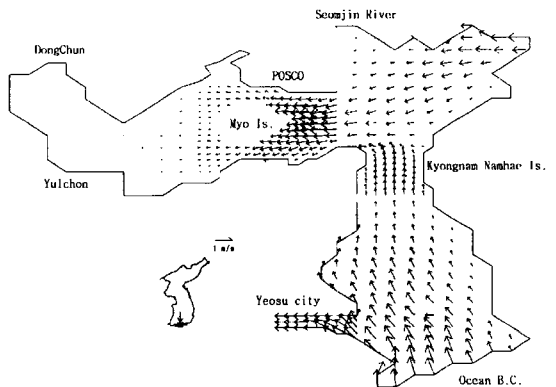 Seomjin River
DongChun
POSCO
Myo Is.
Kyongnam Namhae Is.
Yulchon
1 m/s
Yeosu city
Ocean B.C.